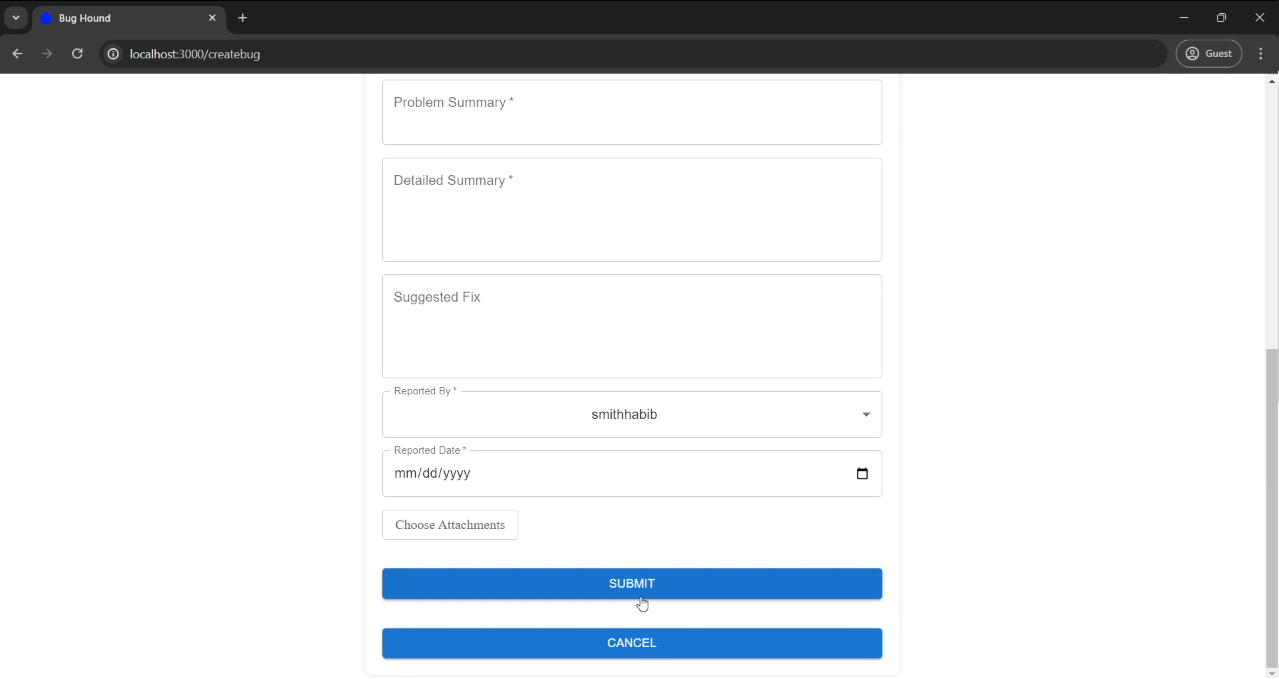 Bug Hound
localhost:3000/createbug
Guest
Problem Summary *
Detailed Summary *
Suggested Fix
Reported By *
smithhabib
Reported Date *
mm/dd/yyyy
Choose Attachments
SUBMIT
CANCEL